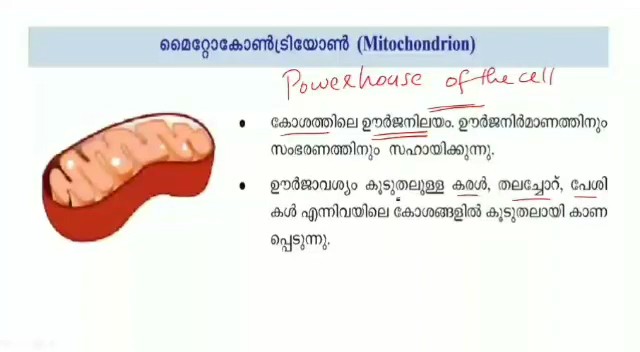 മൈറ്റോകോൺട്രിയോൺ (Mitochondrion)
Powerhouse of the cell
• കോശത്തിലെ ഊർജനിലയം. ഊർജനിർമാണത്തിനും
സംഭരണത്തിനും സഹായിക്കുന്നു.
• ഊർജാവശ്യം കൂടുതലുള്ള കരൾ, തലച്ചോറ്, പേശി
കൾ എന്നിവയിലെ കോശങ്ങളിൽ കൂടുതലായി കാണ
പ്പെടുന്നു.